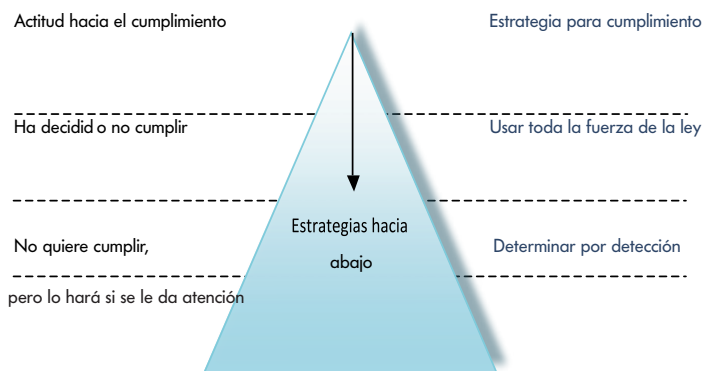 Actitud hacia el cumplimiento
Estrategia para cumplimiento
Ha decidid o no cumplir
Usar toda la fuerza de la ley
Estrategias hacia
abajo
No quiere cumplir,
Determinar por detección
pero lo hará si se le da atención